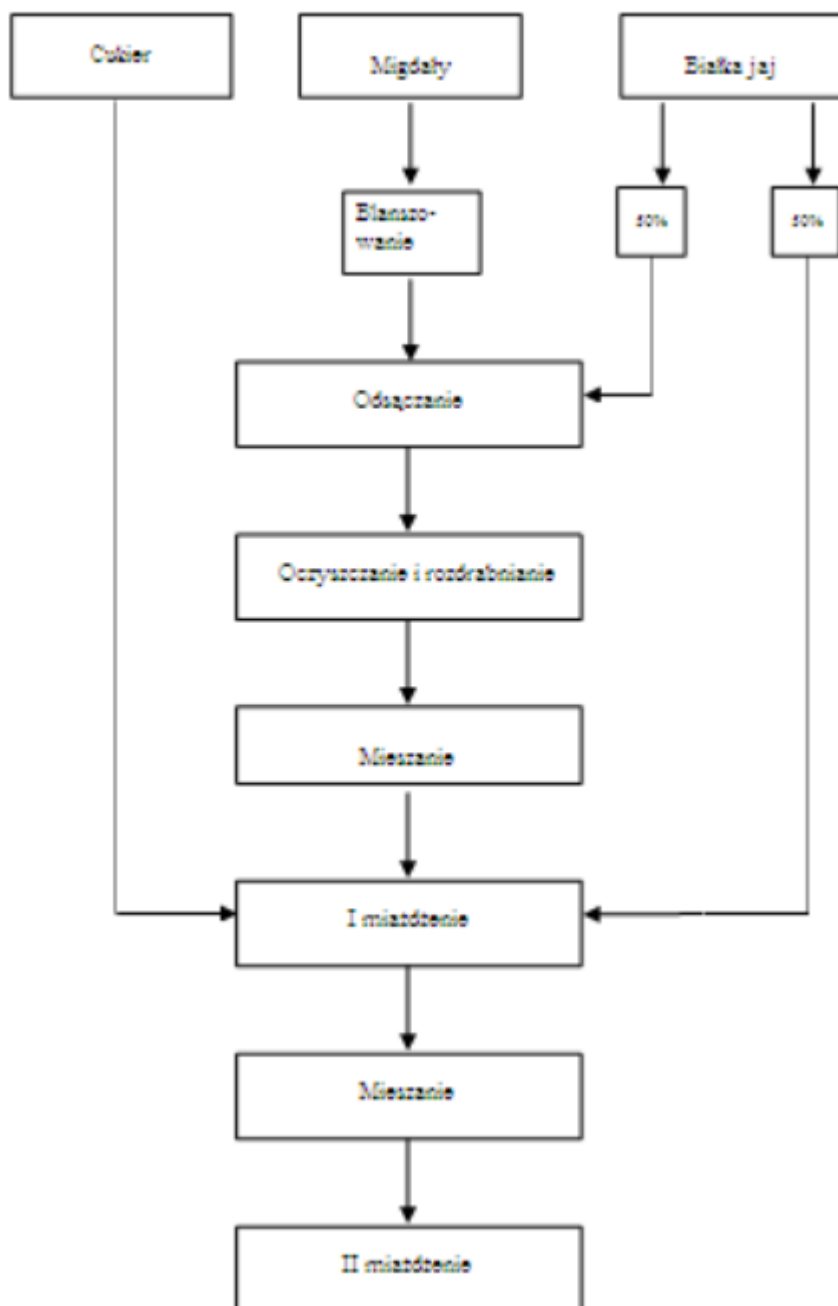 Cukier
Migdały
Białka jaj
Blanszo-
wanie
50%
50%
Odsączanie
Oczyszczanie i rozdrabnianie
Mieszanie
I miażdżenie
Mieszanie
II miażdżenie